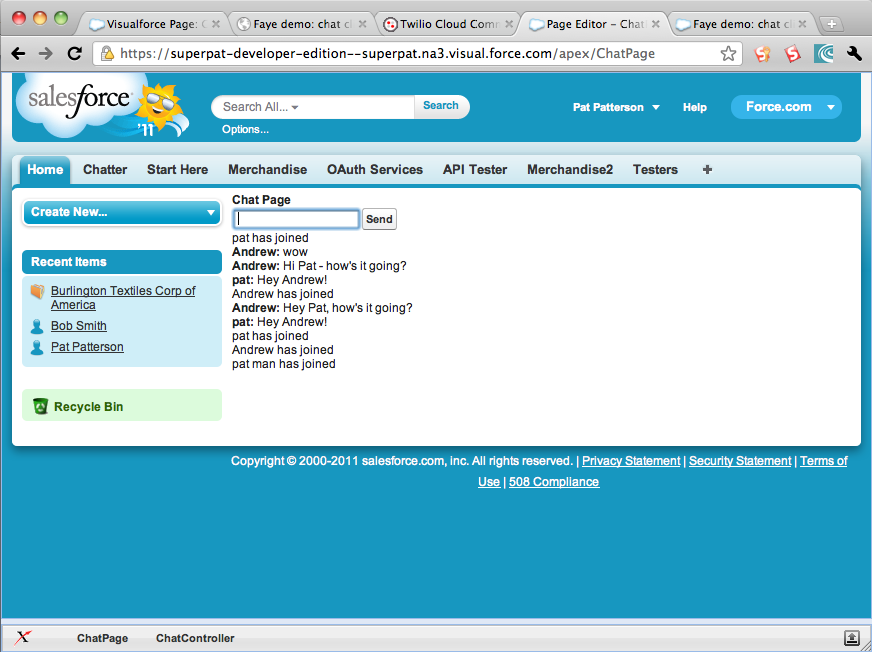 Visualforce Page: C
Faye demo: chat cl
Twilio Cloud Comm
Page Editor – Chatl
Faye demo: chat cl
https://superpat-developer-edition--superpat.na3.visual.force.com/apex/ChatPage
salesforce
'11
Search All...
Search
Options...
Pat Patterson
Help
Force.com
Home
Chatter
Start Here
Merchandise
OAuth Services
API Tester
Merchandise2
Testers
+
Create New...
Recent Items
Burlington Textiles Corp of
America
Bob Smith
Pat Patterson
Recycle Bin
Chat Page
Send
pat has joined
Andrew: wow
Andrew: Hi Pat - how's it going?
pat: Hey Andrew!
Andrew has joined
Andrew: Hey Pat, how's it going?
pat: Hey Andrew!
pat has joined
Andrew has joined
pat man has joined
Copyright © 2000-2011 salesforce.com, inc. All rights reserved. | Privacy Statement | Security Statement | Terms of
Use | 508 Compliance
ChatPage
ChatController